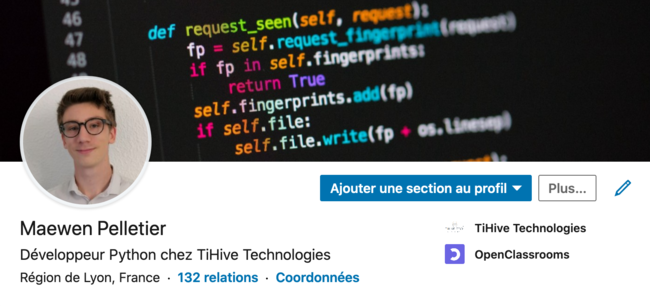 46
47
48
def request_seen(self, request):
fp = self.request_fingerprint(request)
if fp in self.fingerprints:
return True
self.fingerprints.add(fp)
if self.file:
self.file.write(fp + os.linesep)
Ajouter une section au profil
Plus...
Maewen Pelletier
Développeur Python chez TiHive Technologies
Région de Lyon, France · 132 relations · Coordonnées
TiHive Technologies
OpenClassrooms